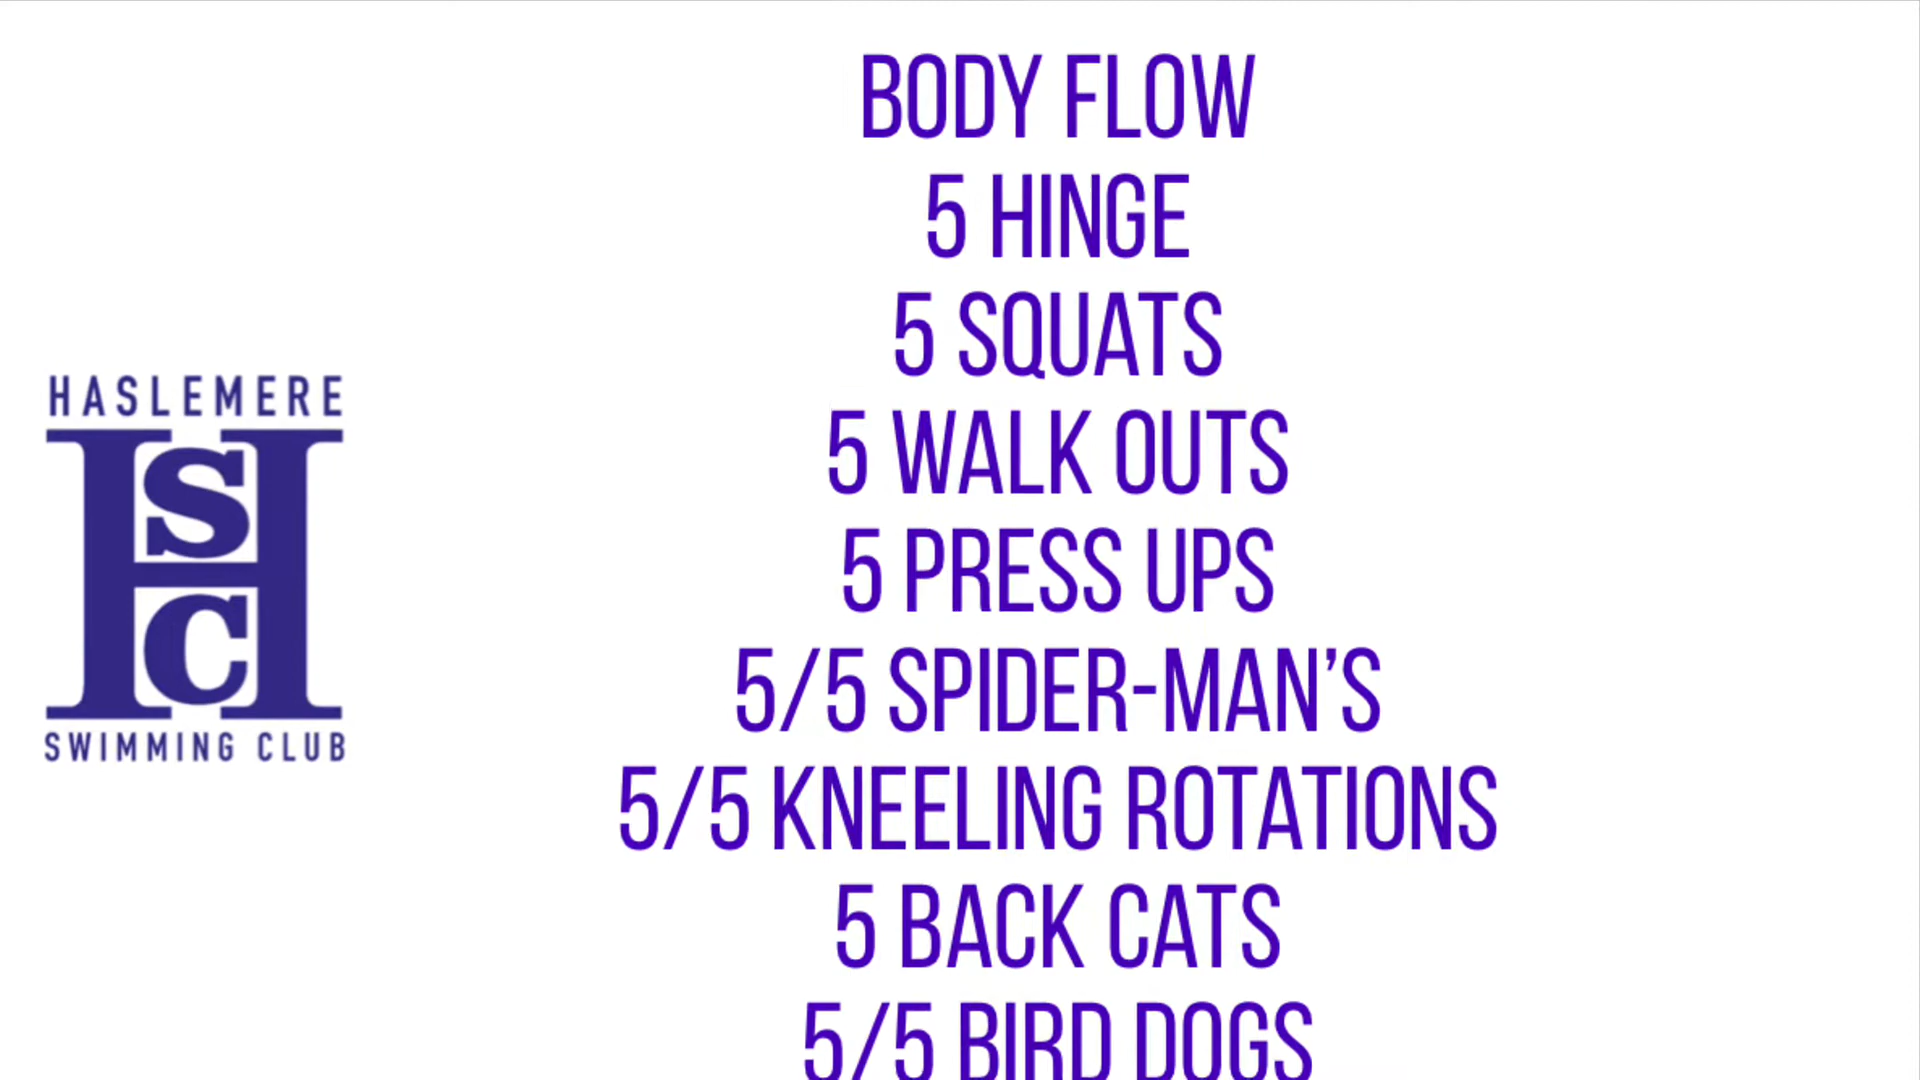 BODY FLOW
5 HINGE
5 SQUATS
5 WALK OUTS
5 PRESS UPS
5/5 SPIDER-MAN’S
5/5 KNEELING ROTATIONS
5 BACK CATS
5/5 BIRD DOGS
HASLEMERE
HSC
SWIMMING CLUB